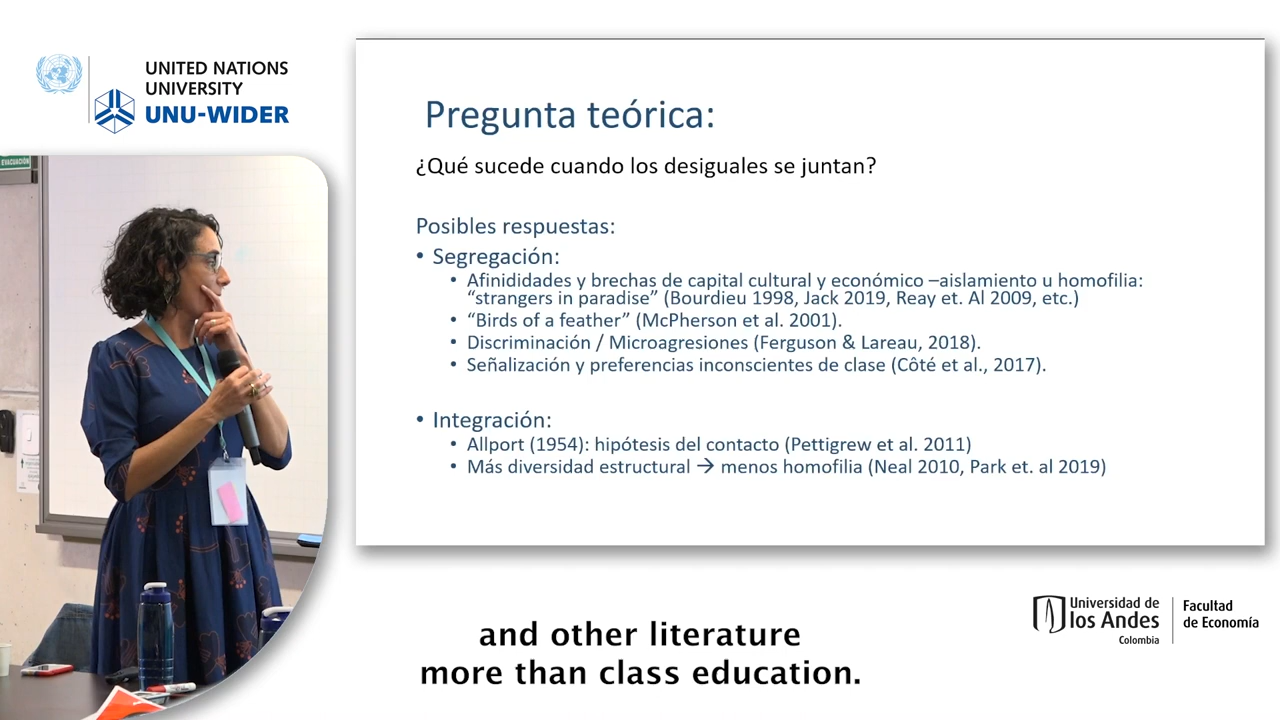 UNITED NATIONS
UNIVERSITY
UNU-WIDER
EVACUACIÓN
Pregunta teórica:
¿Qué sucede cuando los desiguales se juntan?
Posibles respuestas:
• Segregación:
• Afinididades y brechas de capital cultural y económico –aislamiento u homofilia:
“strangers in paradise” (Bourdieu 1998, Jack 2019, Reay et. Al 2009, etc.)
• “Birds of a feather” (McPherson et al. 2001).
• Discriminación / Microagresiones (Ferguson & Lareau, 2018).
• Señalización y preferencias inconscientes de clase (Côté et al., 2017).
• Integración:
• Allport (1954): hipótesis del contacto (Pettigrew et al. 2011)
• Más diversidad estructural → menos homofilia (Neal 2010, Park et. al 2019)
and other literature
more than class education.
Universidad de
los Andes
Colombia
Facultad
de Economía